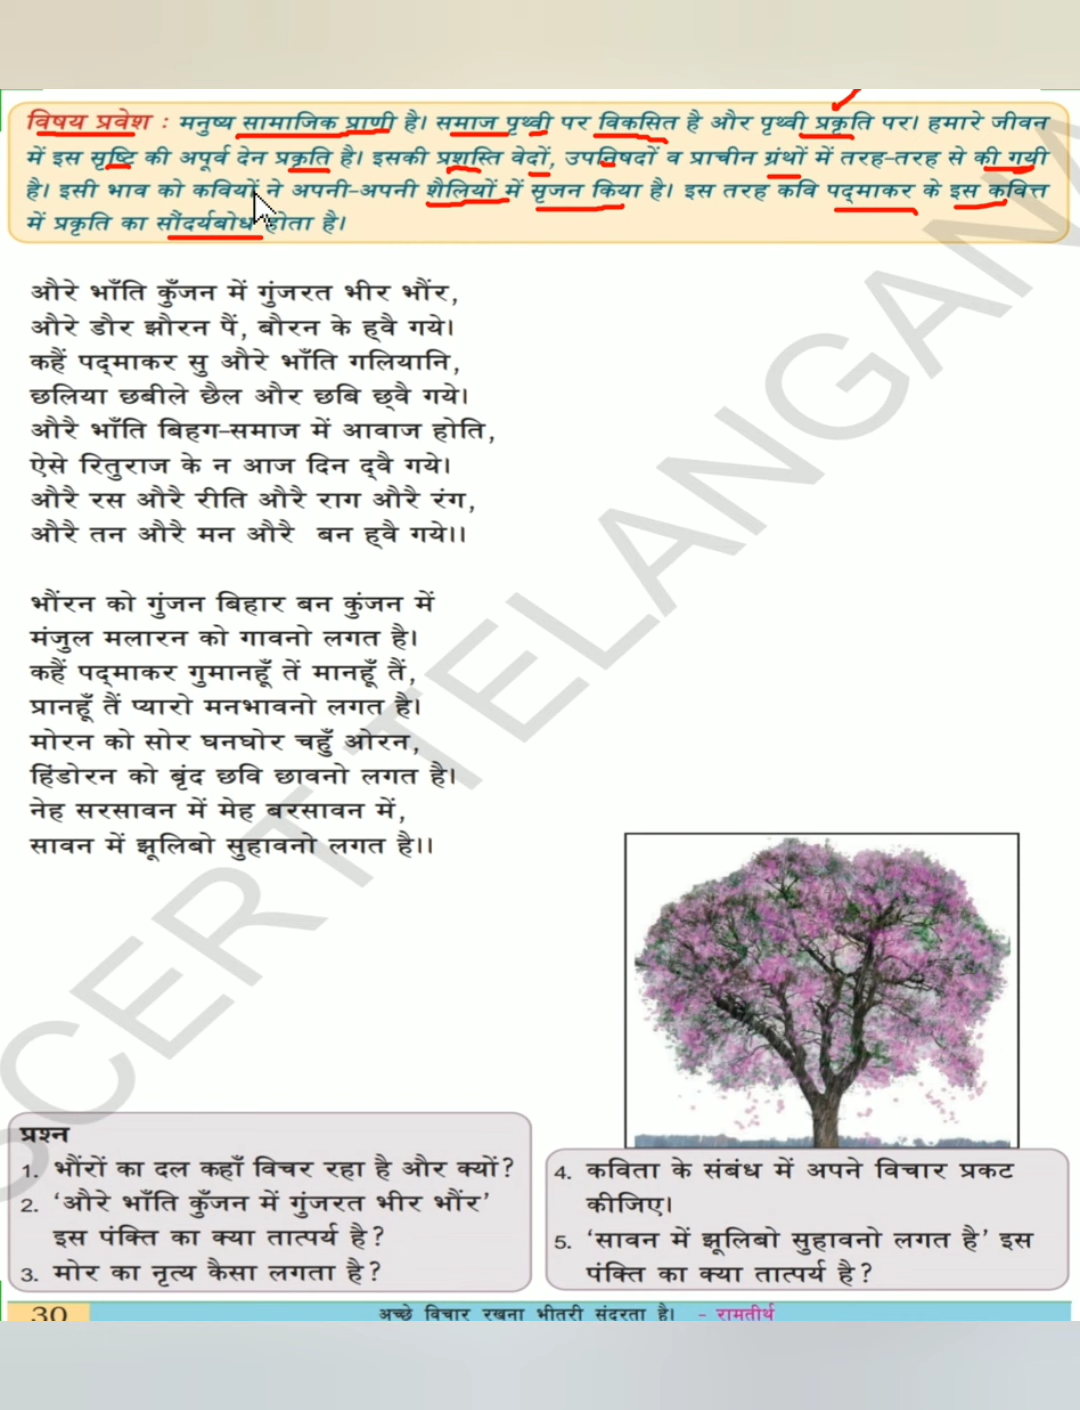 विषय प्रवेश : मनुष्य सामाजिक प्राणी है। समाज पृथ्वी पर विकसित है और पृथ्वी प्रकृति पर। हमारे जीवन
में इस सृष्टि की अपूर्व देन प्रकृति है। इसकी प्रशस्ति वेदों, उपनिषदों व प्राचीन ग्रंथों में तरह-तरह से की गयी
है। इसी भाव को कवियों ने अपनी-अपनी शैलियों में सृजन किया है। इस तरह कवि पद्माकर के इस कवित्त
में प्रकृति का सौंदर्यबोध होता है।
औरे भाँति कुँजन में गुंजरत भीर भौंर,
औरे डौर झौरन पैं, बौरन के ह्वै गये।
कहैं पद्माकर सु औरे भाँति गलियानि,
छलिया छबीले छैल और छबि छ्वै गये।
औरै भाँति बिहग-समाज में आवाज होति,
ऐसे रितुराज के न आज दिन द्वै गये।
औरै रस औरै रीति औरै राग औरै रंग,
औरै तन औरै मन औरै बन ह्वै गये।।
भौंरन को गुंजन बिहार बन कुंजन में
मंजुल मलारन को गावनो लगत है।
कहैं पद्माकर गुमानहूँ तें मानहूँ तैं,
प्रानहूँ तैं प्यारो मनभावनो लगत है।
मोरन को सोर घनघोर चहुँ ओरन,
हिंडोरन को बृंद छवि छावनो लगत है।
नेह सरसावन में मेह बरसावन में,
सावन में झूलिबो सुहावनो लगत है।।
प्रश्न
1. भौंरों का दल कहाँ विचर रहा है और क्यों?
2. ‘औरे भाँति कुँजन में गुंजरत भीर भौंर’
इस पंक्ति का क्या तात्पर्य है?
3. मोर का नृत्य कैसा लगता है?
4. कविता के संबंध में अपने विचार प्रकट
कीजिए।
5. ‘सावन में झूलिबो सुहावनो लगत है’ इस
पंक्ति का क्या तात्पर्य है?
30 अच्छे विचार रखना भीतरी सुंदरता है। - रामतीर्थ
SCERT TELANGANA